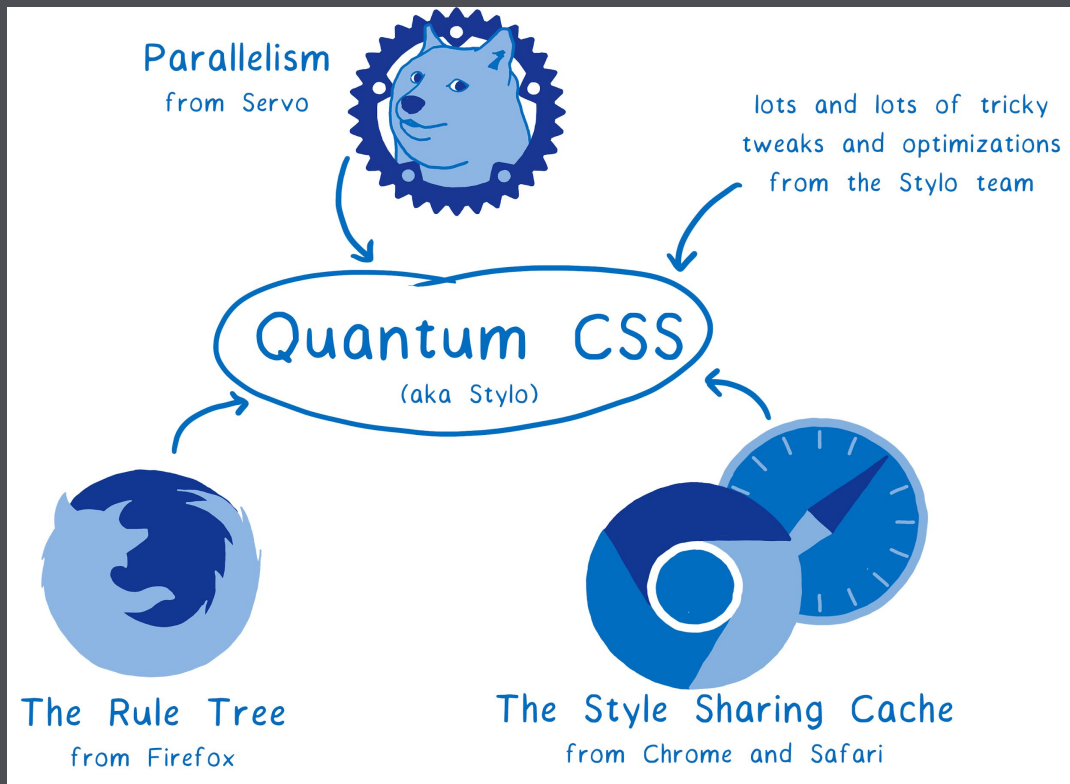 Parallelism
from Servo
lots and lots of tricky
tweaks and optimizations
from the Stylo team
Quantum CSS
(aka Stylo)
The Rule Tree
from Firefox
The Style Sharing Cache
from Chrome and Safari